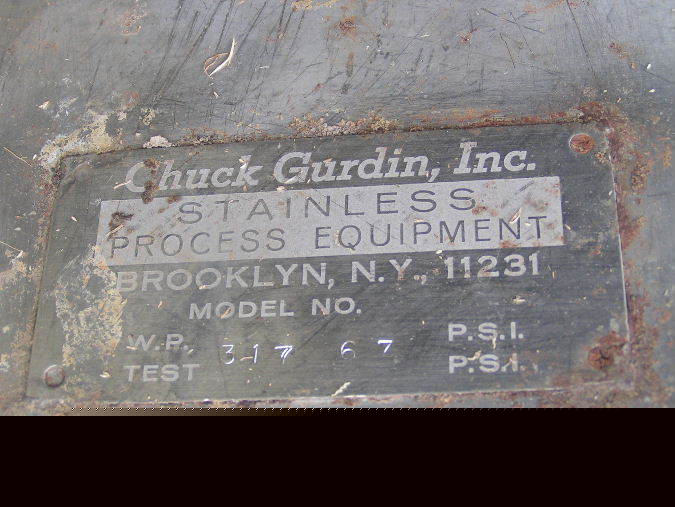 Chuck Gurdin, Inc.
STAINLESS
PROCESS EQUIPMENT
BROOKLYN, N.Y., 11231
MODEL NO.
W.P., 317 67 P.S.I.
TEST P.S.I.